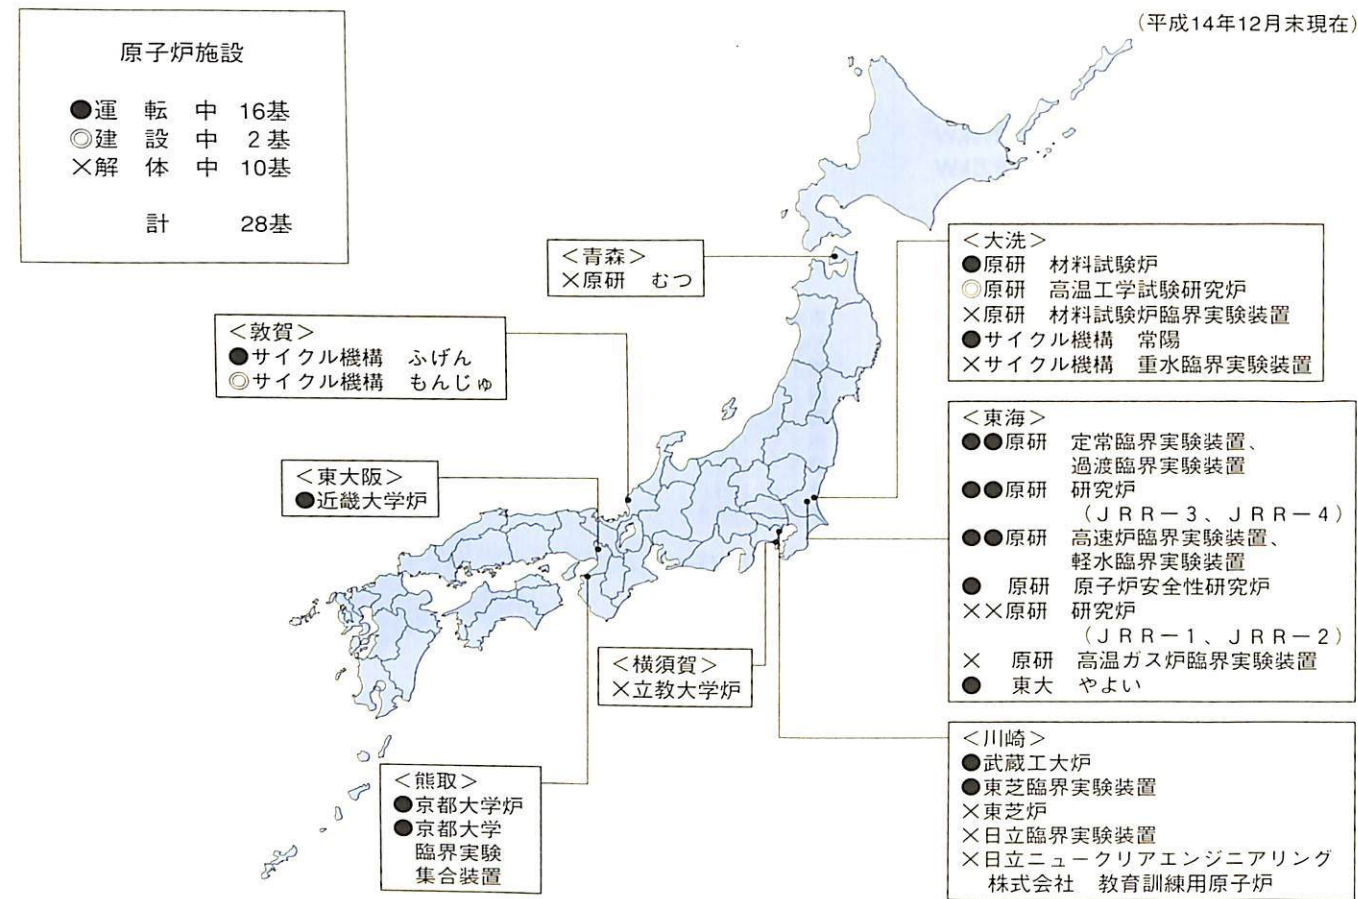 (平成14年12月末現在)
原子炉施設
●運 転 中 16基
◎建 設 中 2基
×解 体 中 10基
計 28基
<青森>
×原研 むつ
<敦賀>
●サイクル機構 ふげん
◎サイクル機構 もんじゅ
<東大阪>
●近畿大学炉
<横須賀>
×立教大学炉
<熊取>
●京都大学炉
●京都大学
臨界実験
集合装置
<大洗>
●原研 材料試験炉
◎原研 高温工学試験研究炉
×原研 材料試験炉臨界実験装置
●サイクル機構 常陽
×サイクル機構 重水臨界実験装置
<東海>
●●原研 定常臨界実験装置、
過渡臨界実験装置
●●原研 研究炉
(JRR-3、JRR-4)
●●原研 高速炉臨界実験装置、
軽水臨界実験装置
● 原研 原子炉安全性研究炉
××原研 研究炉
(JRR-1、JRR-2)
× 原研 高温ガス炉臨界実験装置
● 東大 やよい
<川崎>
●武蔵工大炉
●東芝臨界実験装置
×東芝炉
×日立臨界実験装置
×日立ニュークリアエンジニアリング
株式会社 教育訓練用原子炉